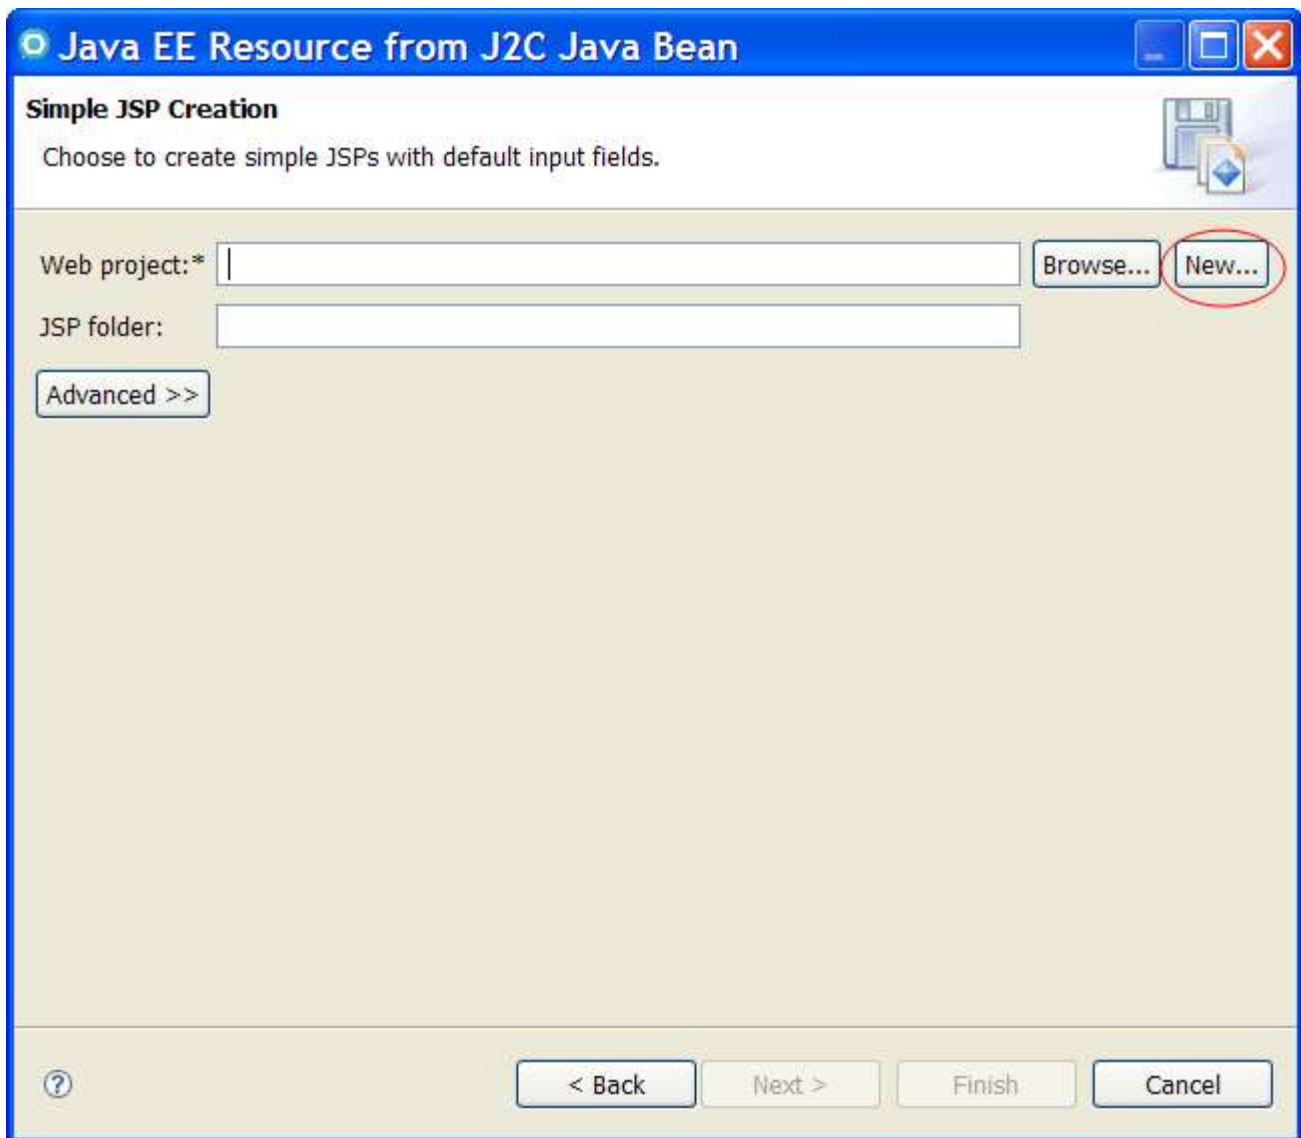 Java EE Resource from J2C Java Bean
Simple JSP Creation
Choose to create simple JSPs with default input fields.
Web project:* Browse... New...
JSP folder:
Advanced >>
? < Back Next > Finish Cancel